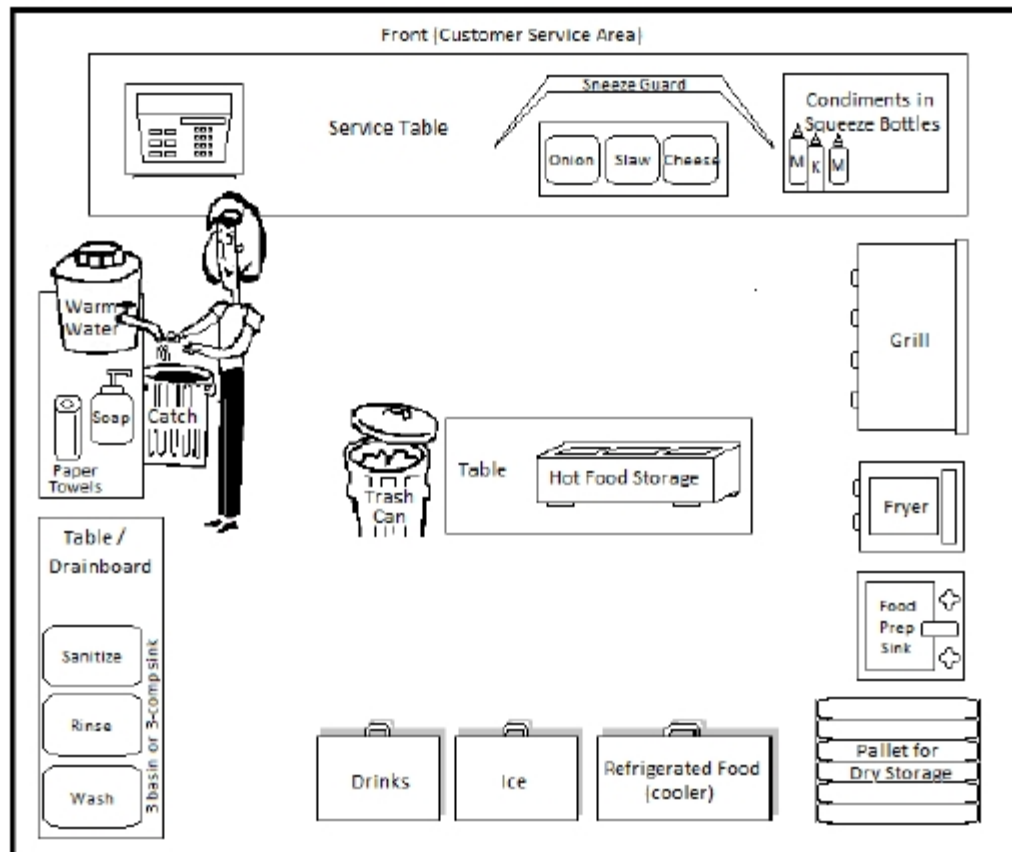 Front (Customer Service Area)
Service Table
Sneeze Guard
Onion
Slaw
Cheese
Condiments in
Squeeze Bottles
M
K
M
Warm
Water
Soap
Catch
Paper
Towels
Trash
Can
Table
Hot Food Storage
Grill
Fryer
Food
Prep
Sink
Table /
Drainboard
Sanitize
Rinse
Wash
3 basin or 3-comp sink
Drinks
Ice
Refrigerated Food
(cooler)
Pallet for
Dry Storage